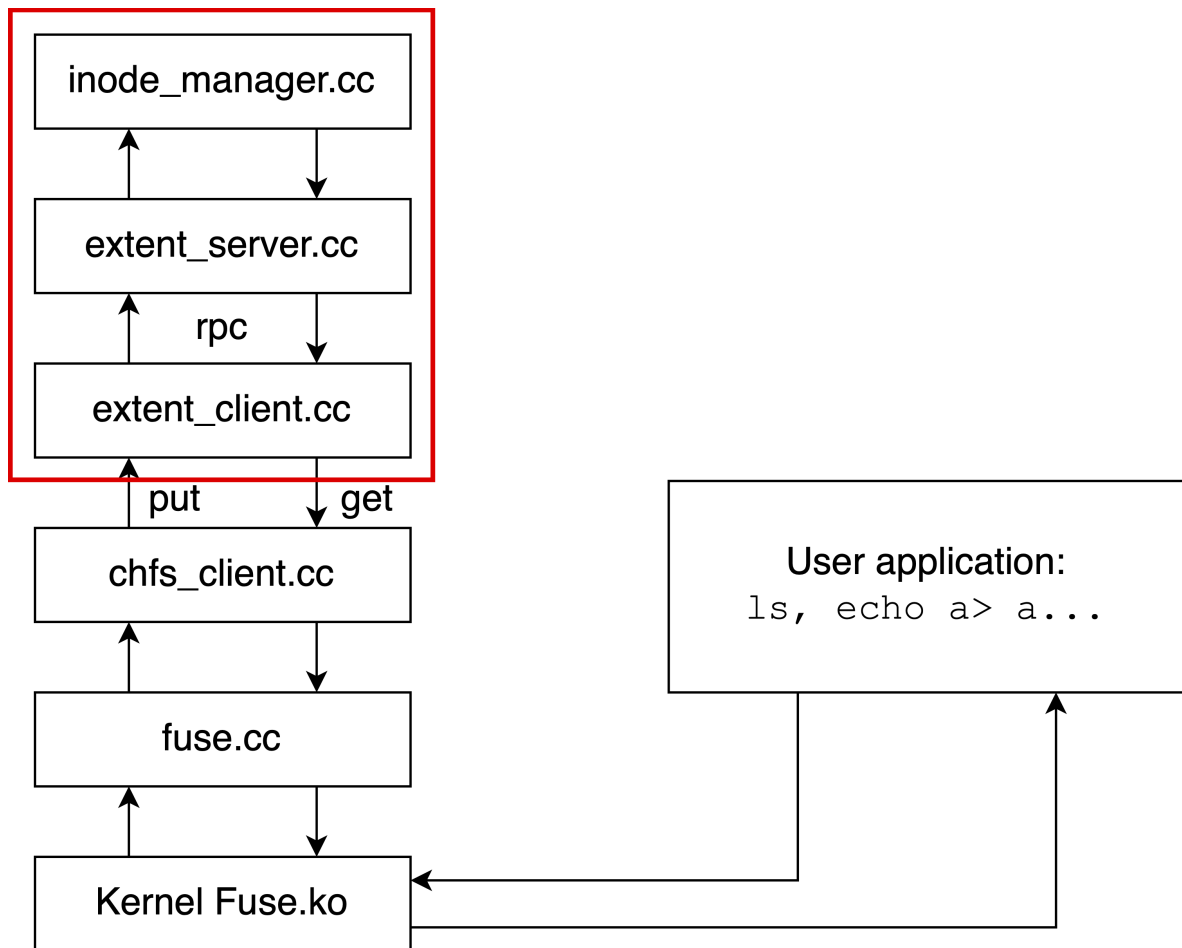 inode_manager.cc
extent_server.cc
rpc
extent_client.cc
put
get
chfs_client.cc
User application:
ls, echo a> a...
fuse.cc
Kernel Fuse.ko